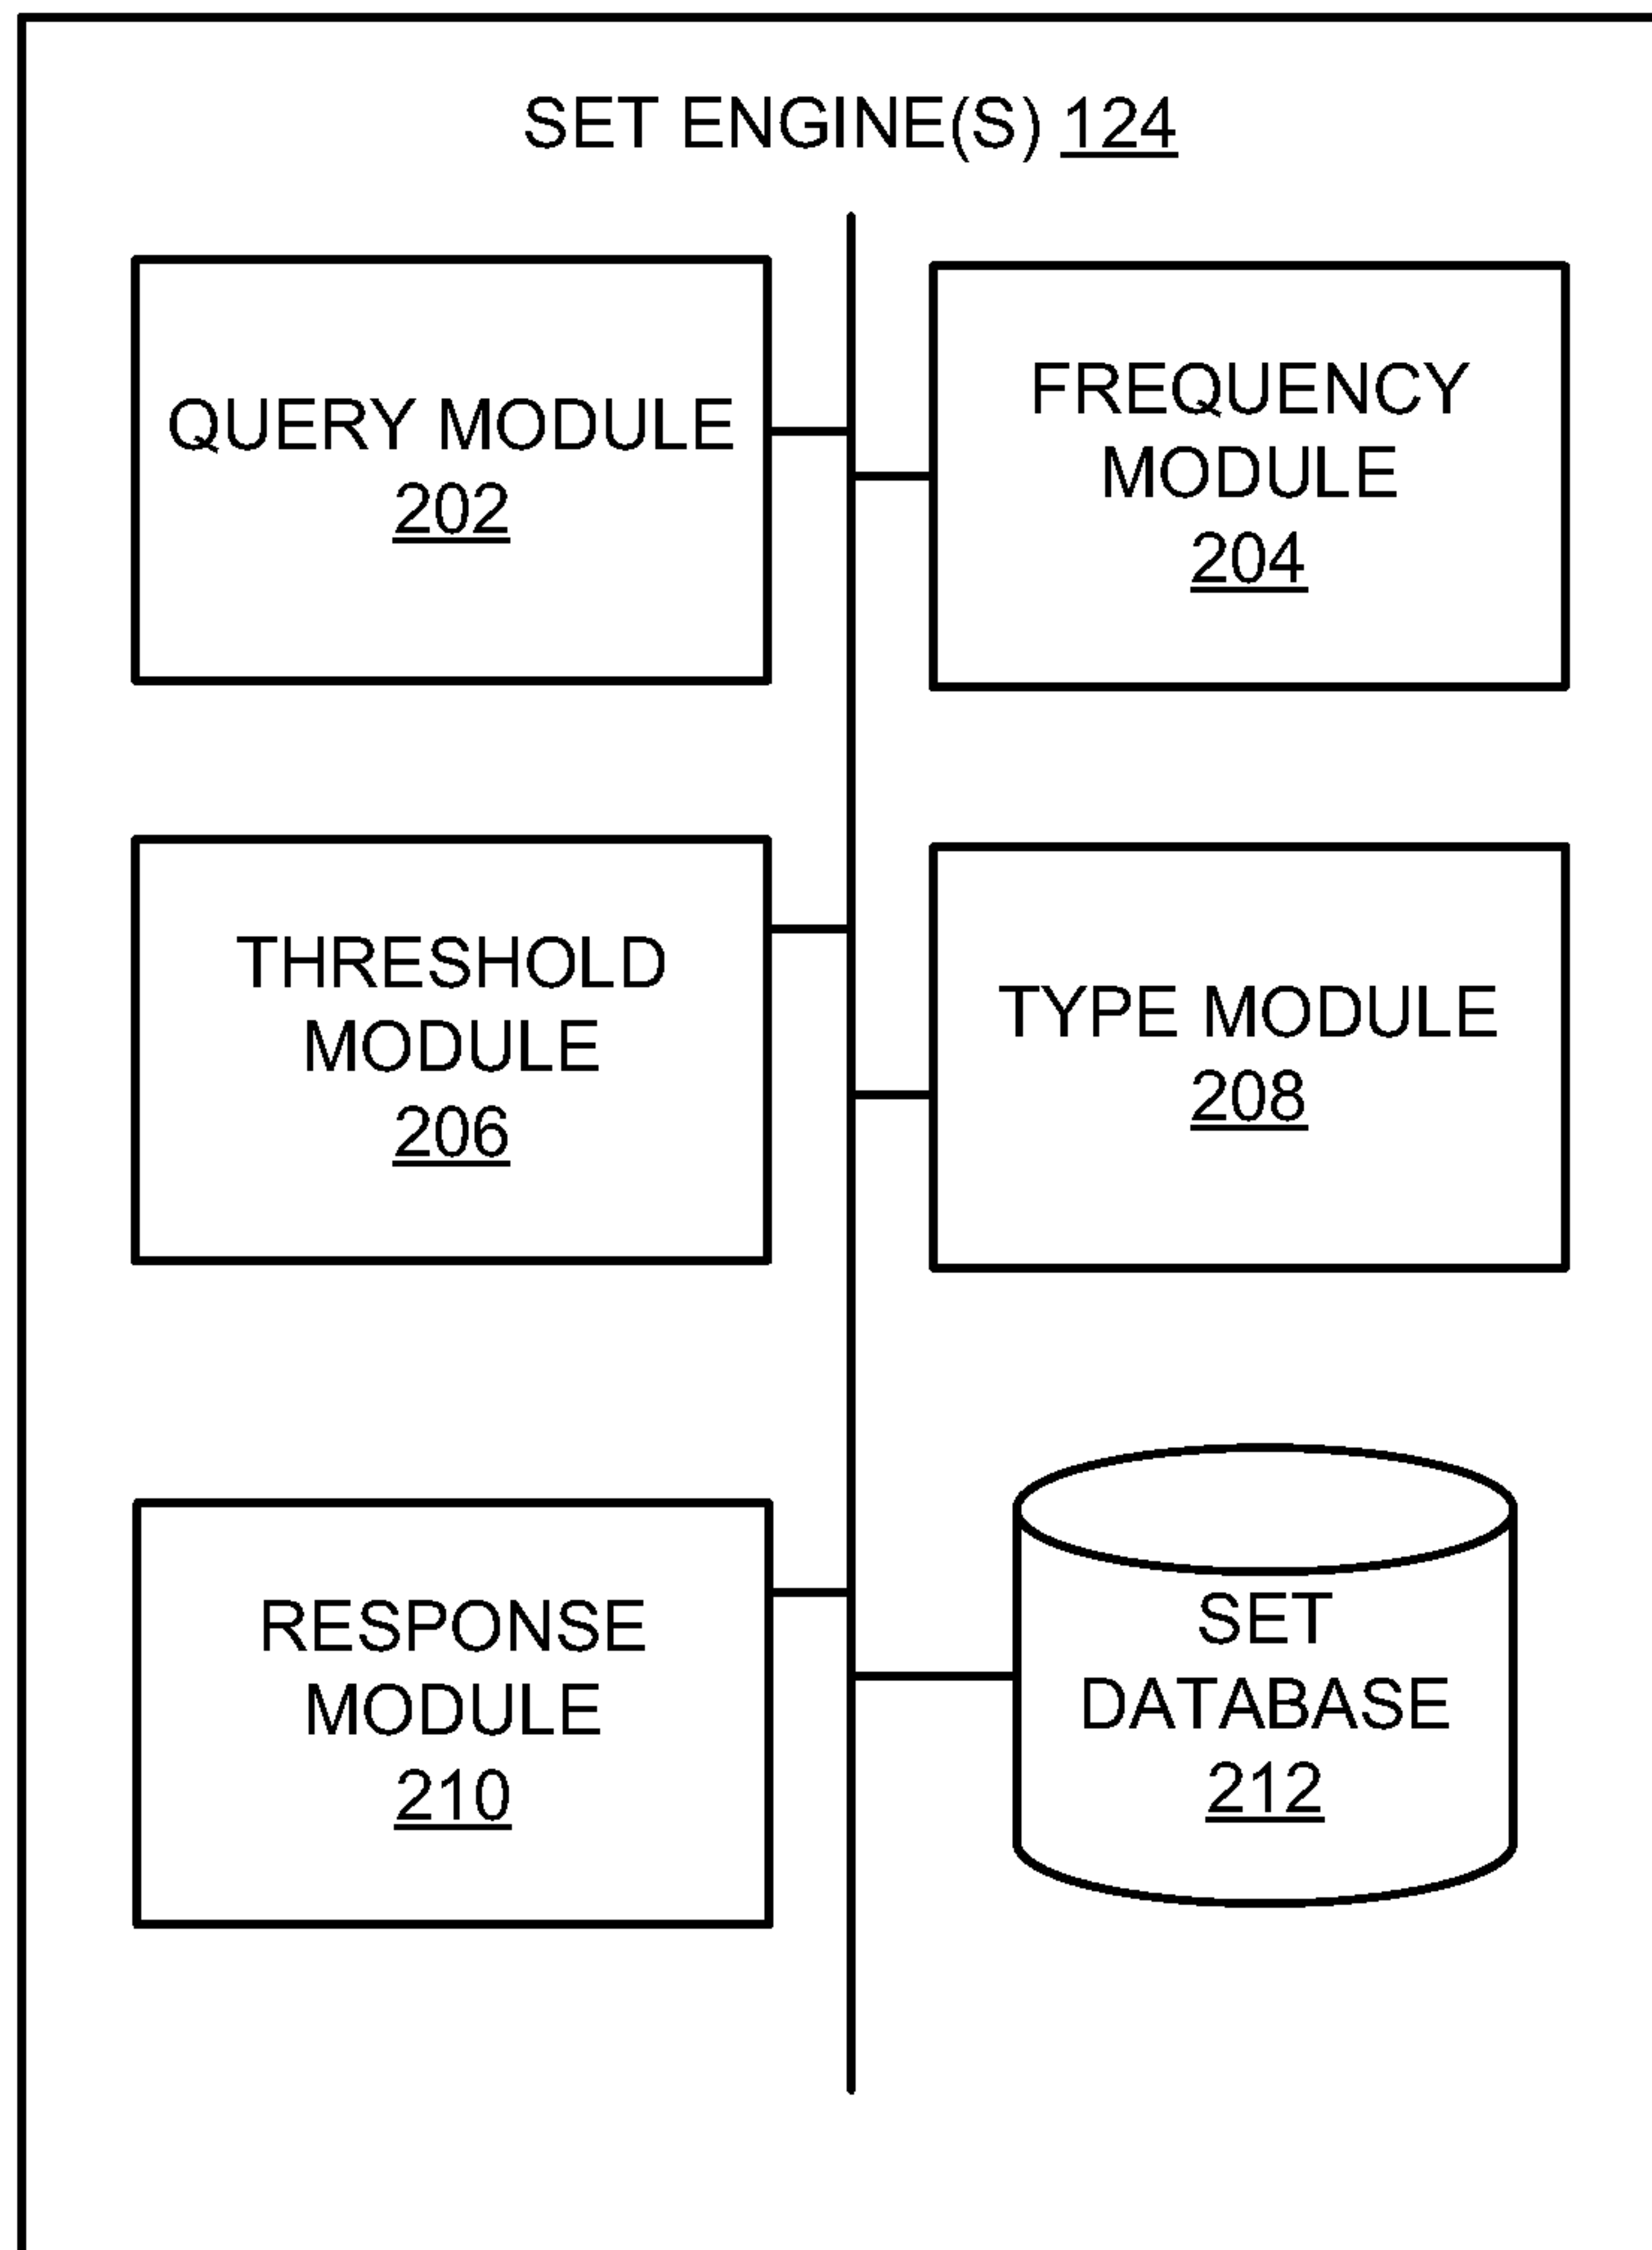 SET ENGINE(S) 124
QUERY MODULE
202
FREQUENCY
MODULE
204
THRESHOLD
MODULE
206
TYPE MODULE
208
RESPONSE
MODULE
210
SET
DATABASE
212